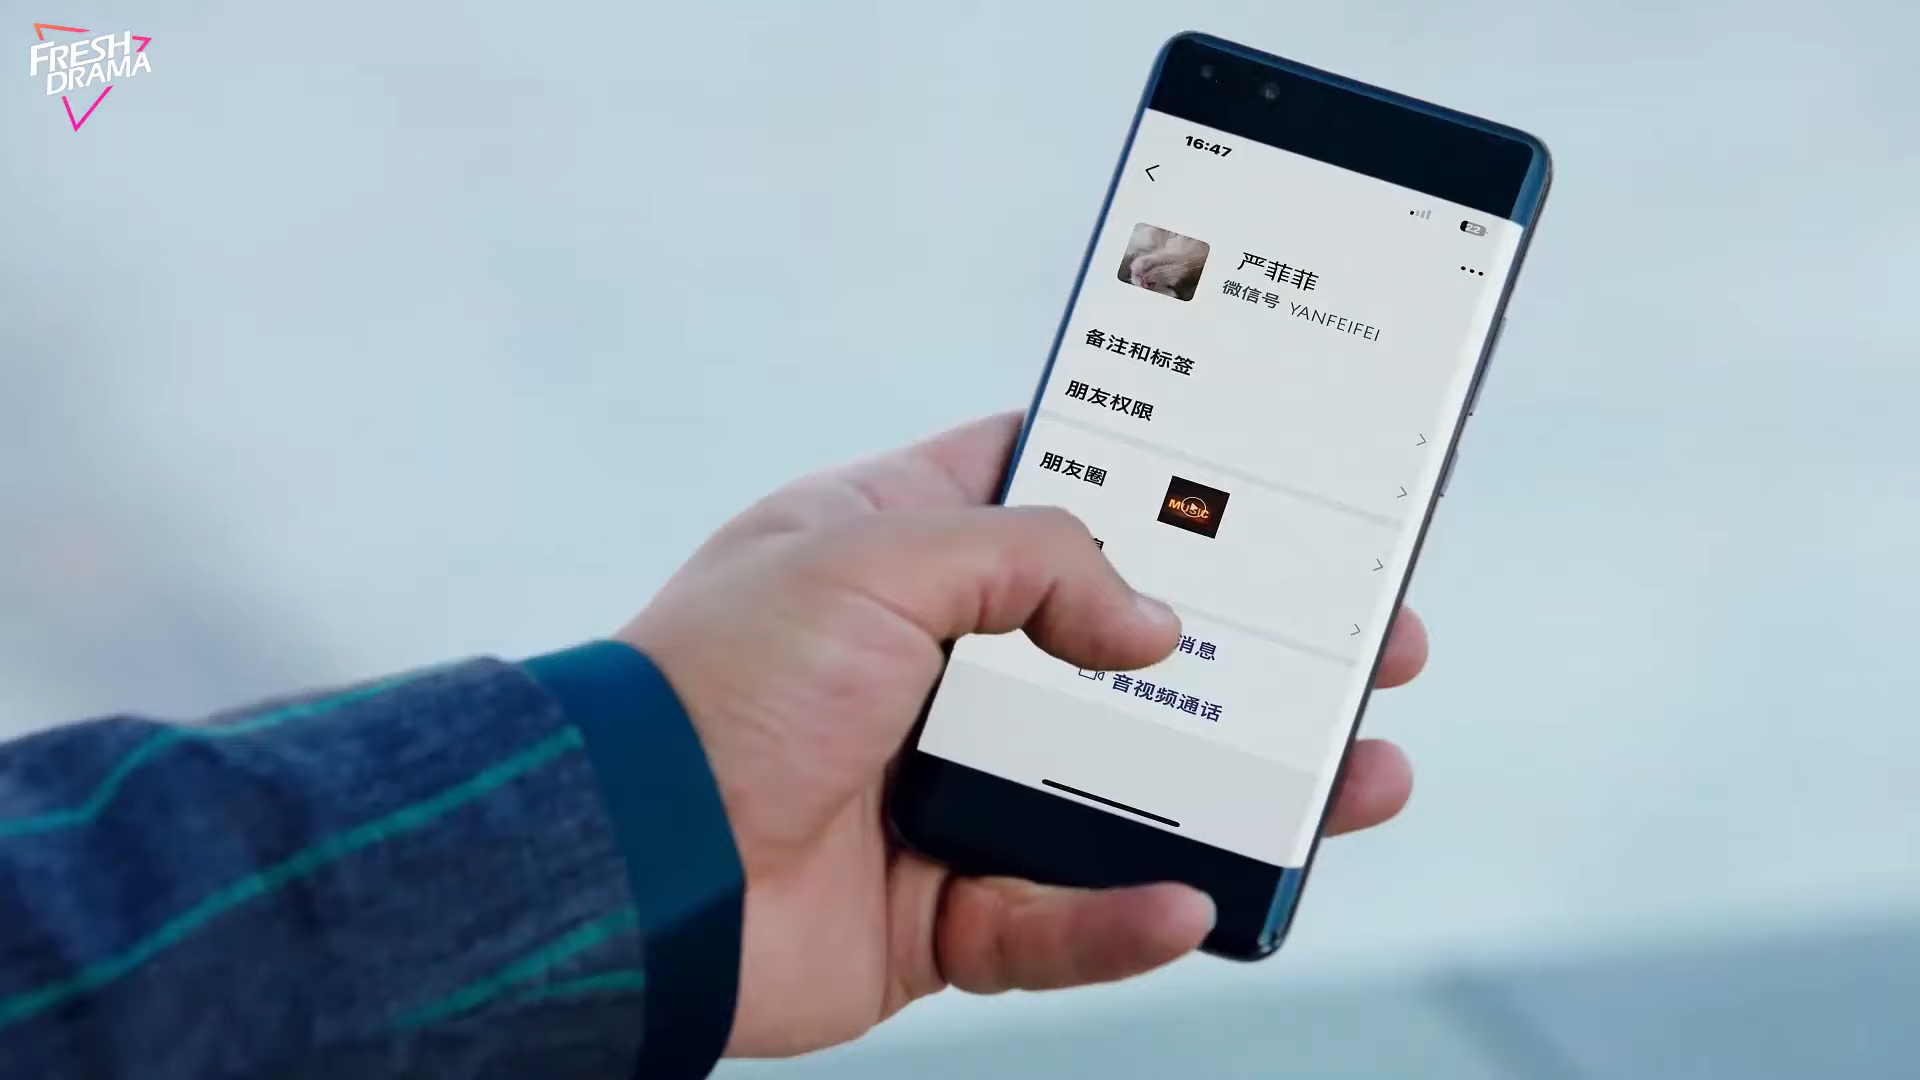 FRESH
DRAMA
16:47
22
严菲菲
微信号 YANFEIFEI
备注和标签
朋友权限
朋友圈
MUSIC
消息
音视频通话